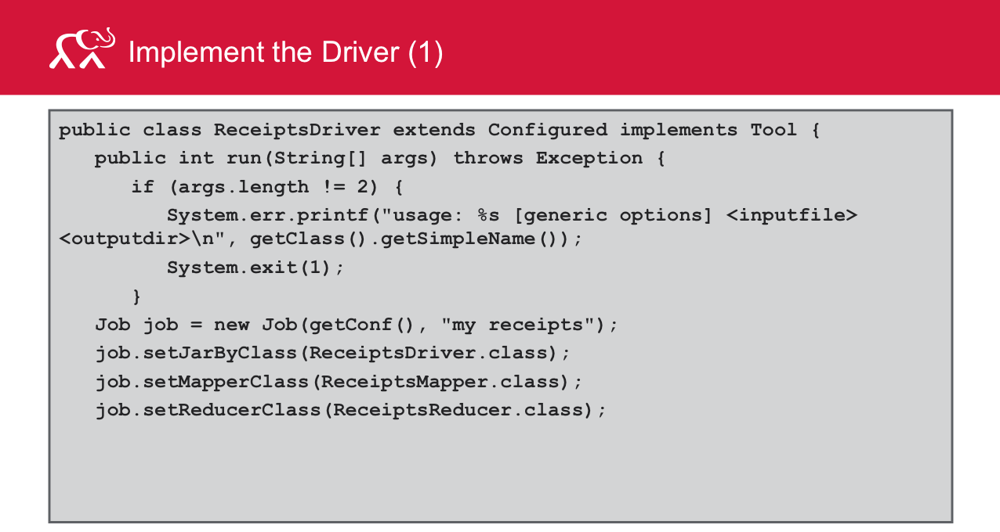 Implement the Driver (1)
public class ReceiptsDriver extends Configured implements Tool {
   public int run(String[] args) throws Exception {
      if (args.length != 2) {
         System.err.printf("usage: %s [generic options] <inputfile>
<outputdir>\n", getClass().getSimpleName());
         System.exit(1);
      }
   Job job = new Job(getConf(), "my receipts");
   job.setJarByClass(ReceiptsDriver.class);
   job.setMapperClass(ReceiptsMapper.class);
   job.setReducerClass(ReceiptsReducer.class);